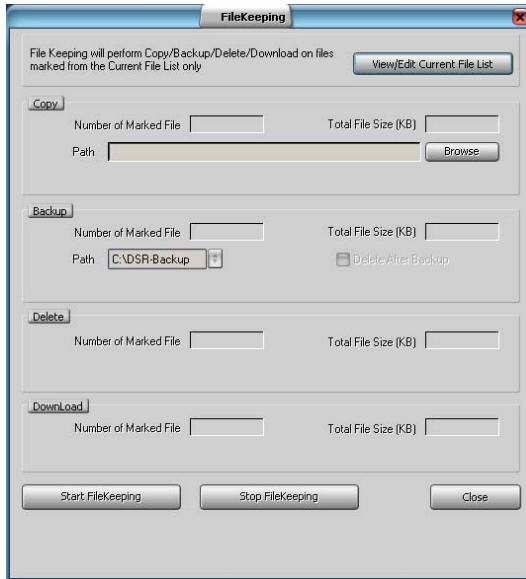 FileKeeping
File Keeping will perform Copy/Backup/Delete/Download on files
marked from the Current File List only
View/Edit Current File List
Copy
Number of Marked File
Total File Size (KB)
Path
Browse
Backup
Number of Marked File
Total File Size (KB)
Path
C:\DSR-Backup
Delete After Backup
Delete
Number of Marked File
Total File Size (KB)
DownLoad
Number of Marked File
Total File Size (KB)
Start FileKeeping
Stop FileKeeping
Close